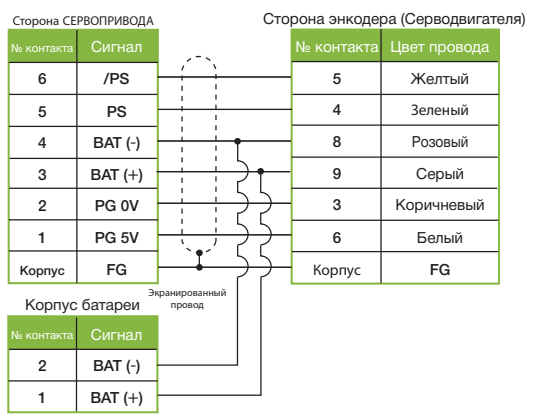 Сторона СЕРВОПРИВОДА
Сторона энкодера (Серводвигателя)
№ контакта Сигнал № контакта Цвет провода
6 /PS 5 Желтый
5 PS 4 Зеленый
4 BAT (-) 8 Розовый
3 BAT (+) 9 Серый
2 PG 0V 3 Коричневый
1 PG 5V 6 Белый
Корпус FG Корпус FG
Экранированный
провод
Корпус батареи
№ контакта Сигнал
2 BAT (-)
1 BAT (+)